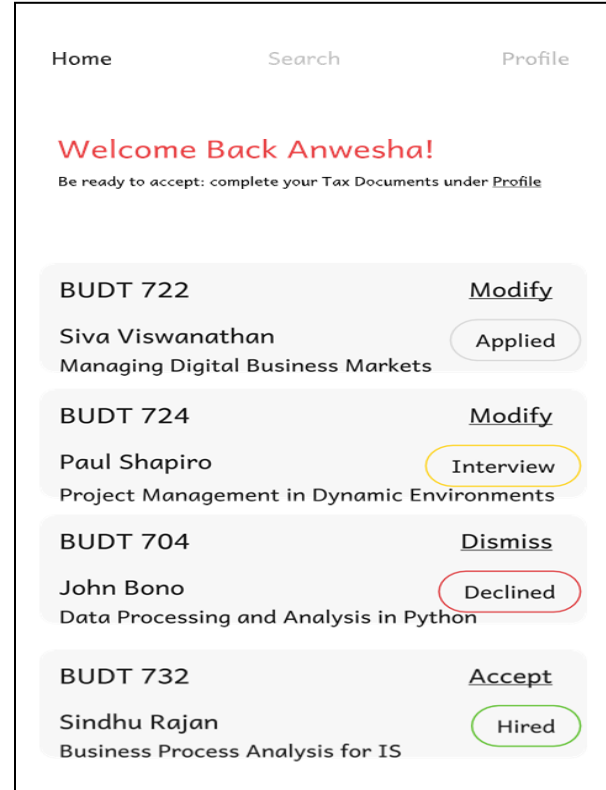 Home Search Profile
Welcome Back Anwesha!
Be ready to accept: complete your Tax Documents under Profile
BUDT 722 Modify
Siva Viswanathan Applied
Managing Digital Business Markets
BUDT 724 Modify
Paul Shapiro Interview
Project Management in Dynamic Environments
BUDT 704 Dismiss
John Bono Declined
Data Processing and Analysis in Python
BUDT 732 Accept
Sindhu Rajan Hired
Business Process Analysis for IS